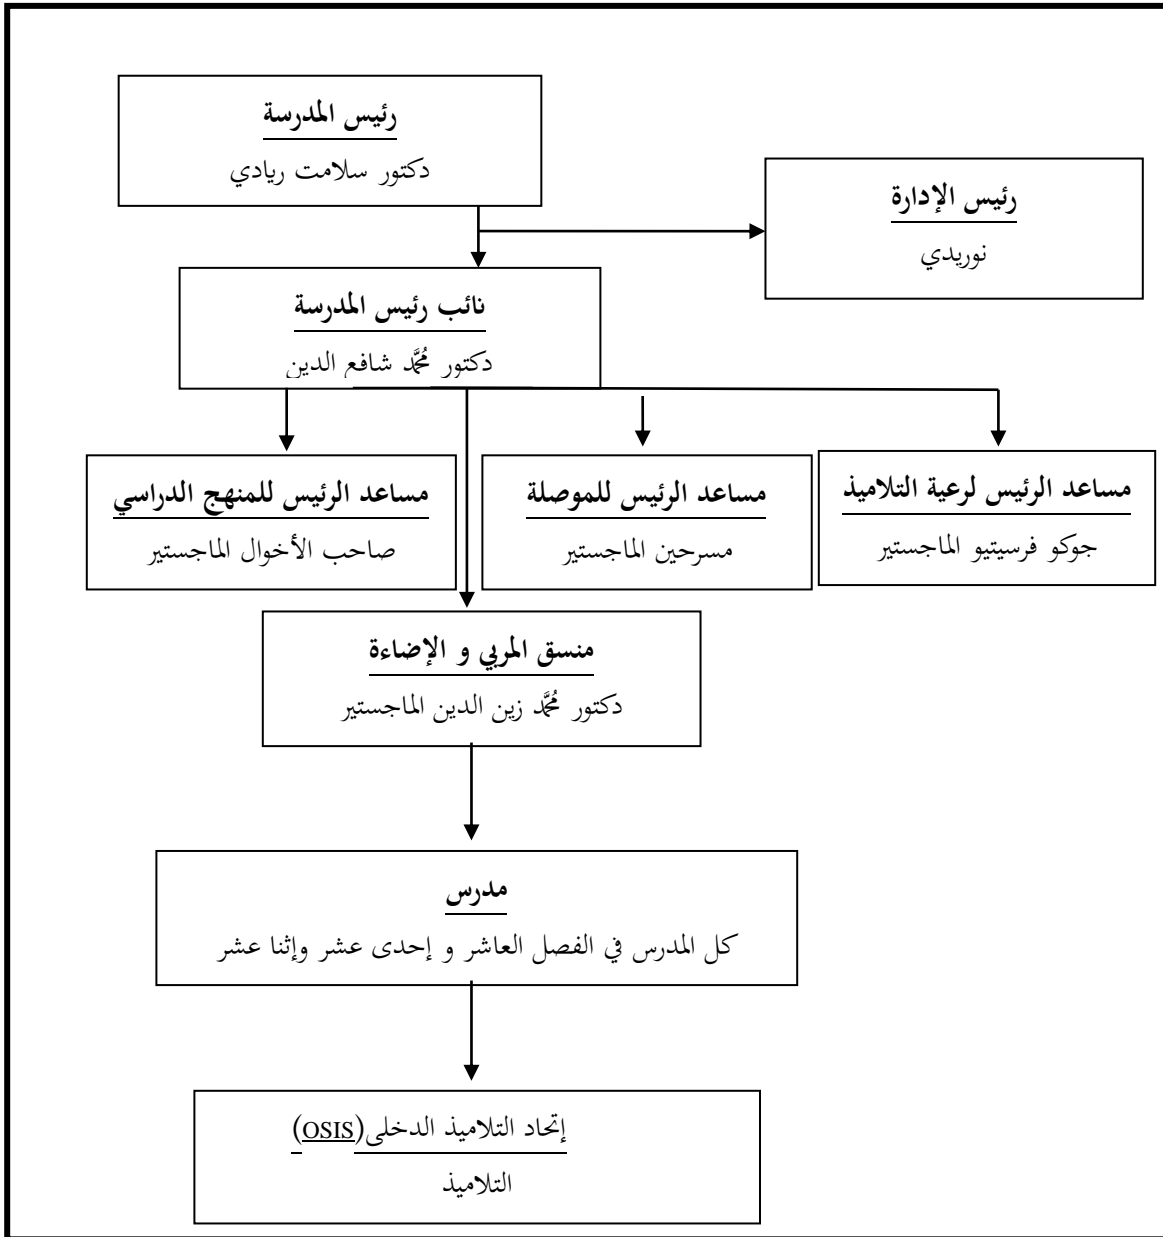 رئيس المدرسة
دكتور سلامت ريادي
رئيس الإدارة
نوريدي
نائب رئيس المدرسة
دكتور مُحَّد شافع الدين
مساعد الرئيس لرعية التلاميذ
جوكو فرسيتيو الماجستير
مساعد الرئيس للموصلة
مسرحين الماجستير
مساعد الرئيس للمنهج الدراسي
صاحب الأخوال الماجستير
منسق المربي و الإضاءة
دكتور مُحَّد زين الدين الماجستير
مدرس
كل المدرس في الفصل العاشر و إحدى عشر وإثنا عشر
إتحاد التلاميذ الدخلى(OSIS)
التلاميذ